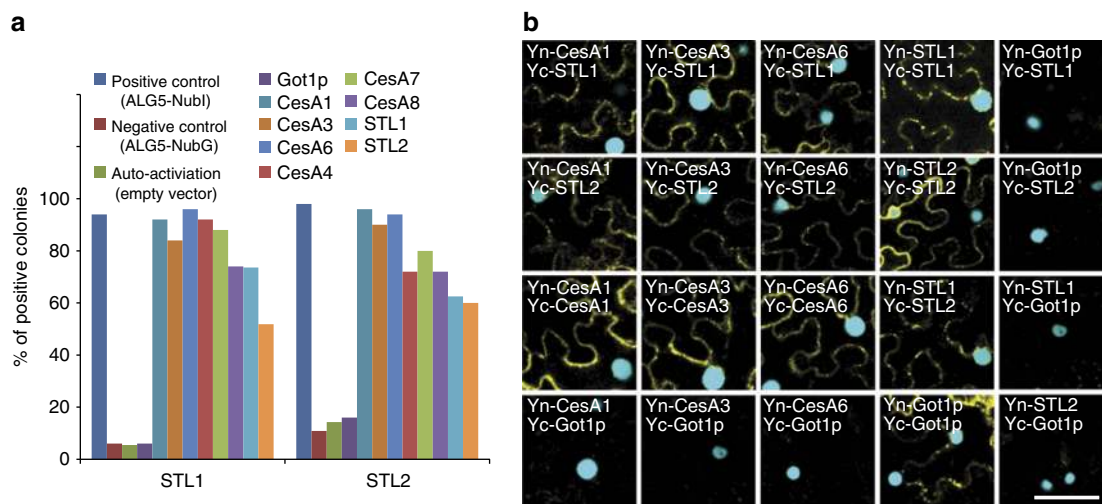 a
Positive control
(ALG5-NubI)
Negative control
(ALG5-NubG)
Auto-activiation
(empty vector)
Got1p
CesA1
CesA3
CesA6
CesA4
CesA7
CesA8
STL1
STL2
% of positive colonies
100
80
60
40
20
0
STL1
STL2
b
Yn-CesA1
Yc-STL1
Yn-CesA3
Yc-STL1
Yn-CesA6
Yc-STL1
Yn-STL1
Yc-STL1
Yn-Got1p
Yc-STL1
Yn-CesA1
Yc-STL2
Yn-CesA3
Yc-STL2
Yn-CesA6
Yc-STL2
Yn-STL2
Yc-STL2
Yn-Got1p
Yc-STL2
Yn-CesA1
Yc-CesA1
Yn-CesA3
Yc-CesA3
Yn-CesA6
Yc-CesA6
Yn-STL1
Yc-STL2
Yn-STL1
Yc-Got1p
Yn-CesA1
Yc-Got1p
Yn-CesA3
Yc-Got1p
Yn-CesA6
Yc-Got1p
Yn-Got1p
Yc-Got1p
Yn-STL2
Yc-Got1p